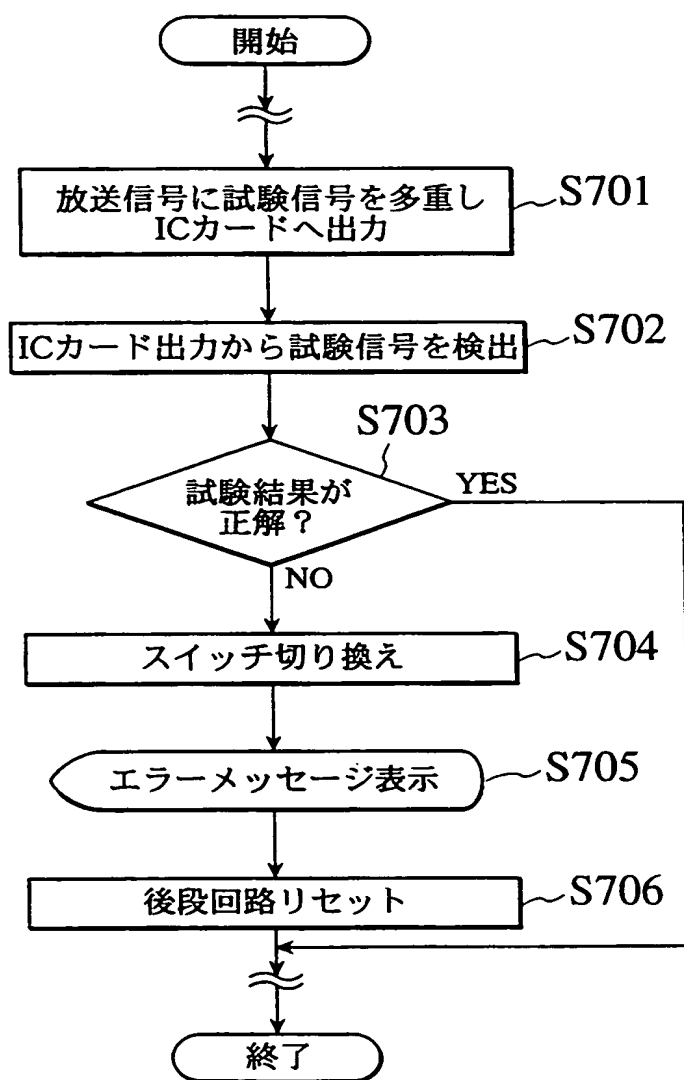 開始
放送信号に試験信号を多重し
ICカードへ出力
S701
ICカード出力から試験信号を検出
S702
S703
試験結果が
正解？
YES
NO
スイッチ切り換え
S704
エラーメッセージ表示
S705
後段回路リセット
S706
終了